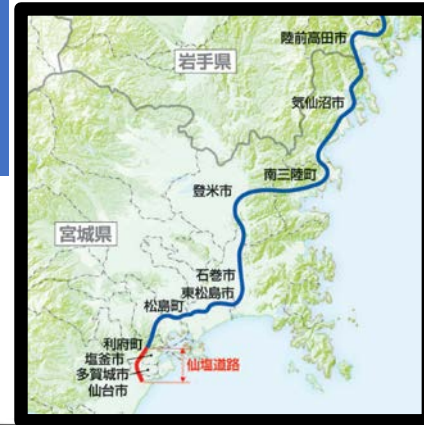 陸前高田市
岩手県
気仙沼市
南三陸町
登米市
宮城県
石巻市
東松島市
松島町
利府町
塩釜市
仙塩道路
多賀城市
仙台市